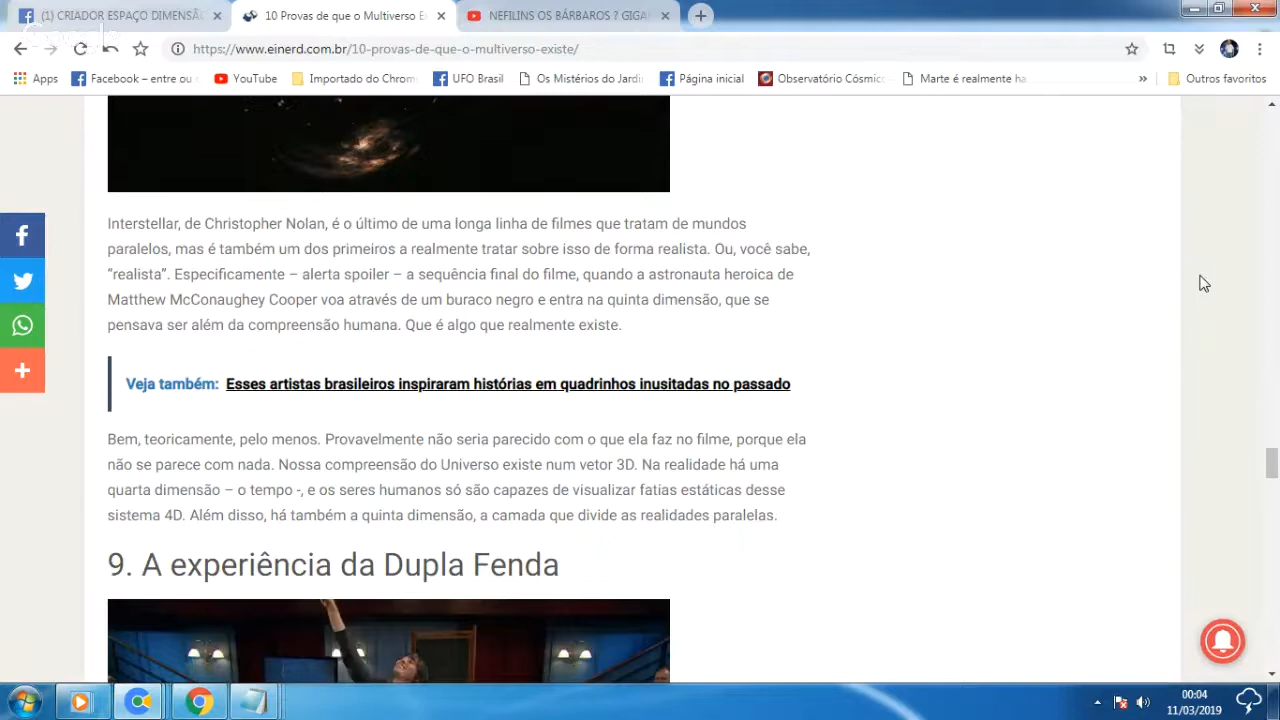 (1) CRIADOR ESPAÇO DIMENSÃO
10 Provas de que o Multiverso E
NEFILINS OS BÁRBAROS ? GIGA
https://www.einerd.com.br/10-provas-de-que-o-multiverso-existe/
Apps
Facebook – entre ou
YouTube
Importado do Chrom
UFO Brasil
Os Mistérios do Jardi
Página inicial
Observatório Cósmic
Marte é realmente ha
»
Outros favoritos
Interstellar, de Christopher Nolan, é o último de uma longa linha de filmes que tratam de mundos
paralelos, mas é também um dos primeiros a realmente tratar sobre isso de forma realista. Ou, você sabe,
“realista”. Especificamente – alerta spoiler – a sequência final do filme, quando a astronauta heroica de
Matthew McConaughey Cooper voa através de um buraco negro e entra na quinta dimensão, que se
pensava ser além da compreensão humana. Que é algo que realmente existe.
Veja também: Esses artistas brasileiros inspiraram histórias em quadrinhos inusitadas no passado
Bem, teoricamente, pelo menos. Provavelmente não seria parecido com o que ela faz no filme, porque ela
não se parece com nada. Nossa compreensão do Universo existe num vetor 3D. Na realidade há uma
quarta dimensão – o tempo -, e os seres humanos só são capazes de visualizar fatias estáticas desse
sistema 4D. Além disso, há também a quinta dimensão, a camada que divide as realidades paralelas.
9. A experiência da Dupla Fenda
00:04
11/03/2019